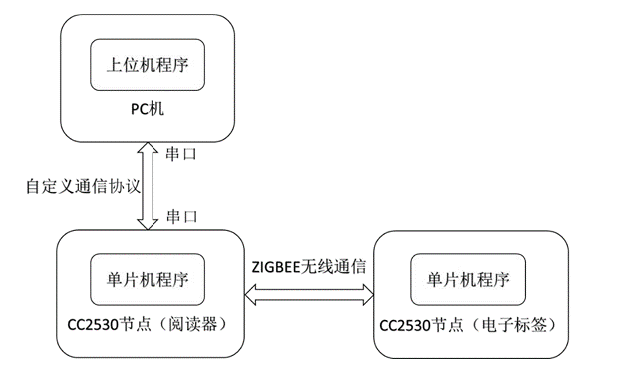 上位机程序
PC机
串口
自定义通信协议
串口
ZIGBEE无线通信
单片机程序
单片机程序
CC2530节点（阅读器）
CC2530节点（电子标签）